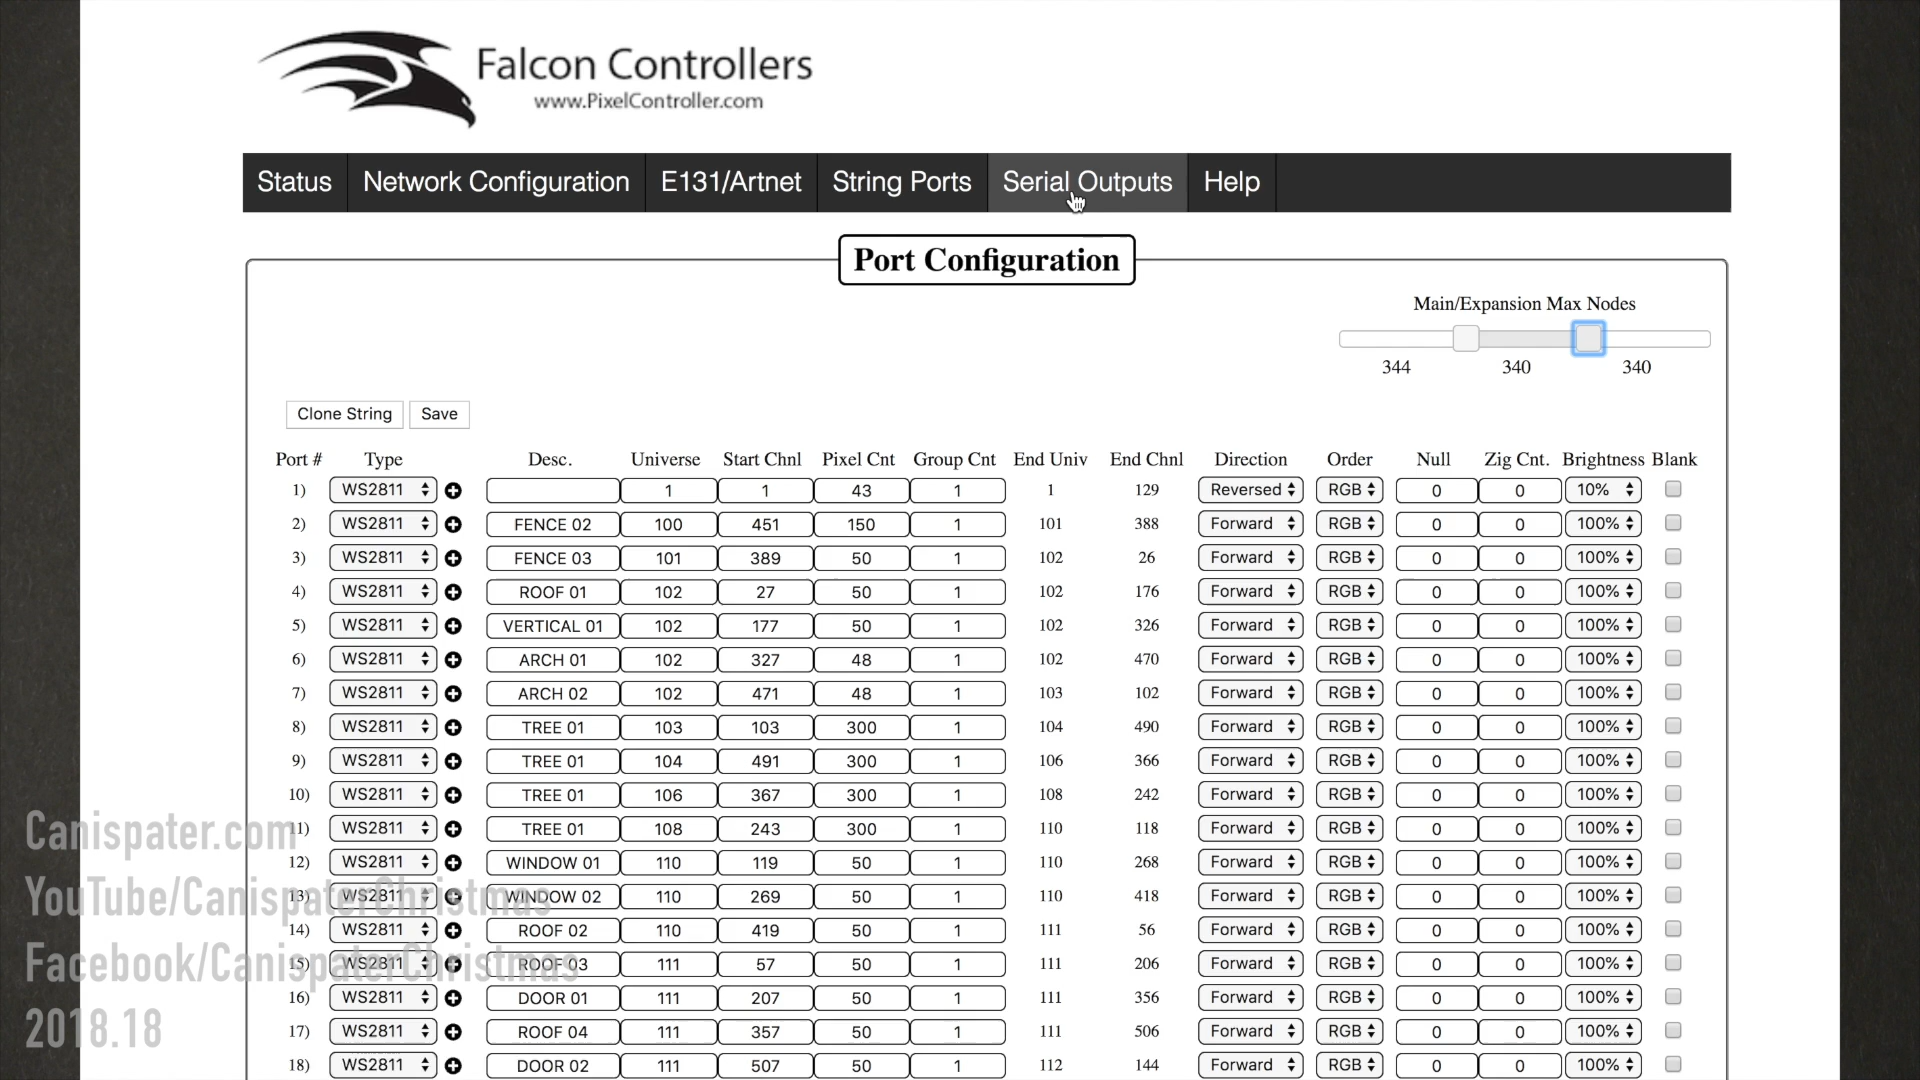 Falcon Controllers
www.PixelController.com
Status Network Configuration E131/Artnet String Ports Serial Outputs Help
Port Configuration
Main/Expansion Max Nodes
344 340 340
Clone String Save
Port # Type Desc. Universe Start Chnl Pixel Cnt Group Cnt End Univ End Chnl Direction Order Null Zig Cnt. Brightness Blank
1) WS2811 1 1 43 1 1 129 Reversed RGB 0 0 10%
2) WS2811 FENCE 02 100 451 150 1 101 388 Forward RGB 0 0 100%
3) WS2811 FENCE 03 101 389 50 1 102 26 Forward RGB 0 0 100%
4) WS2811 ROOF 01 102 27 50 1 102 176 Forward RGB 0 0 100%
5) WS2811 VERTICAL 01 102 177 50 1 102 326 Forward RGB 0 0 100%
6) WS2811 ARCH 01 102 327 48 1 102 470 Forward RGB 0 0 100%
7) WS2811 ARCH 02 102 471 48 1 103 102 Forward RGB 0 0 100%
8) WS2811 TREE 01 103 103 300 1 104 490 Forward RGB 0 0 100%
9) WS2811 TREE 01 104 491 300 1 106 366 Forward RGB 0 0 100%
10) WS2811 TREE 01 106 367 300 1 108 242 Forward RGB 0 0 100%
11) WS2811 TREE 01 108 243 300 1 110 118 Forward RGB 0 0 100%
12) WS2811 WINDOW 01 110 119 50 1 110 268 Forward RGB 0 0 100%
13) WS2811 WINDOW 02 110 269 50 1 110 418 Forward RGB 0 0 100%
14) WS2811 ROOF 02 110 419 50 1 111 56 Forward RGB 0 0 100%
15) WS2811 ROOF 03 111 57 50 1 111 206 Forward RGB 0 0 100%
16) WS2811 DOOR 01 111 207 50 1 111 356 Forward RGB 0 0 100%
17) WS2811 ROOF 04 111 357 50 1 111 506 Forward RGB 0 0 100%
18) WS2811 DOOR 02 111 507 50 1 112 144 Forward RGB 0 0 100%
Canispater.com
YouTube/CanispaterChristmas
Facebook/CanispaterChristmas
2018.18